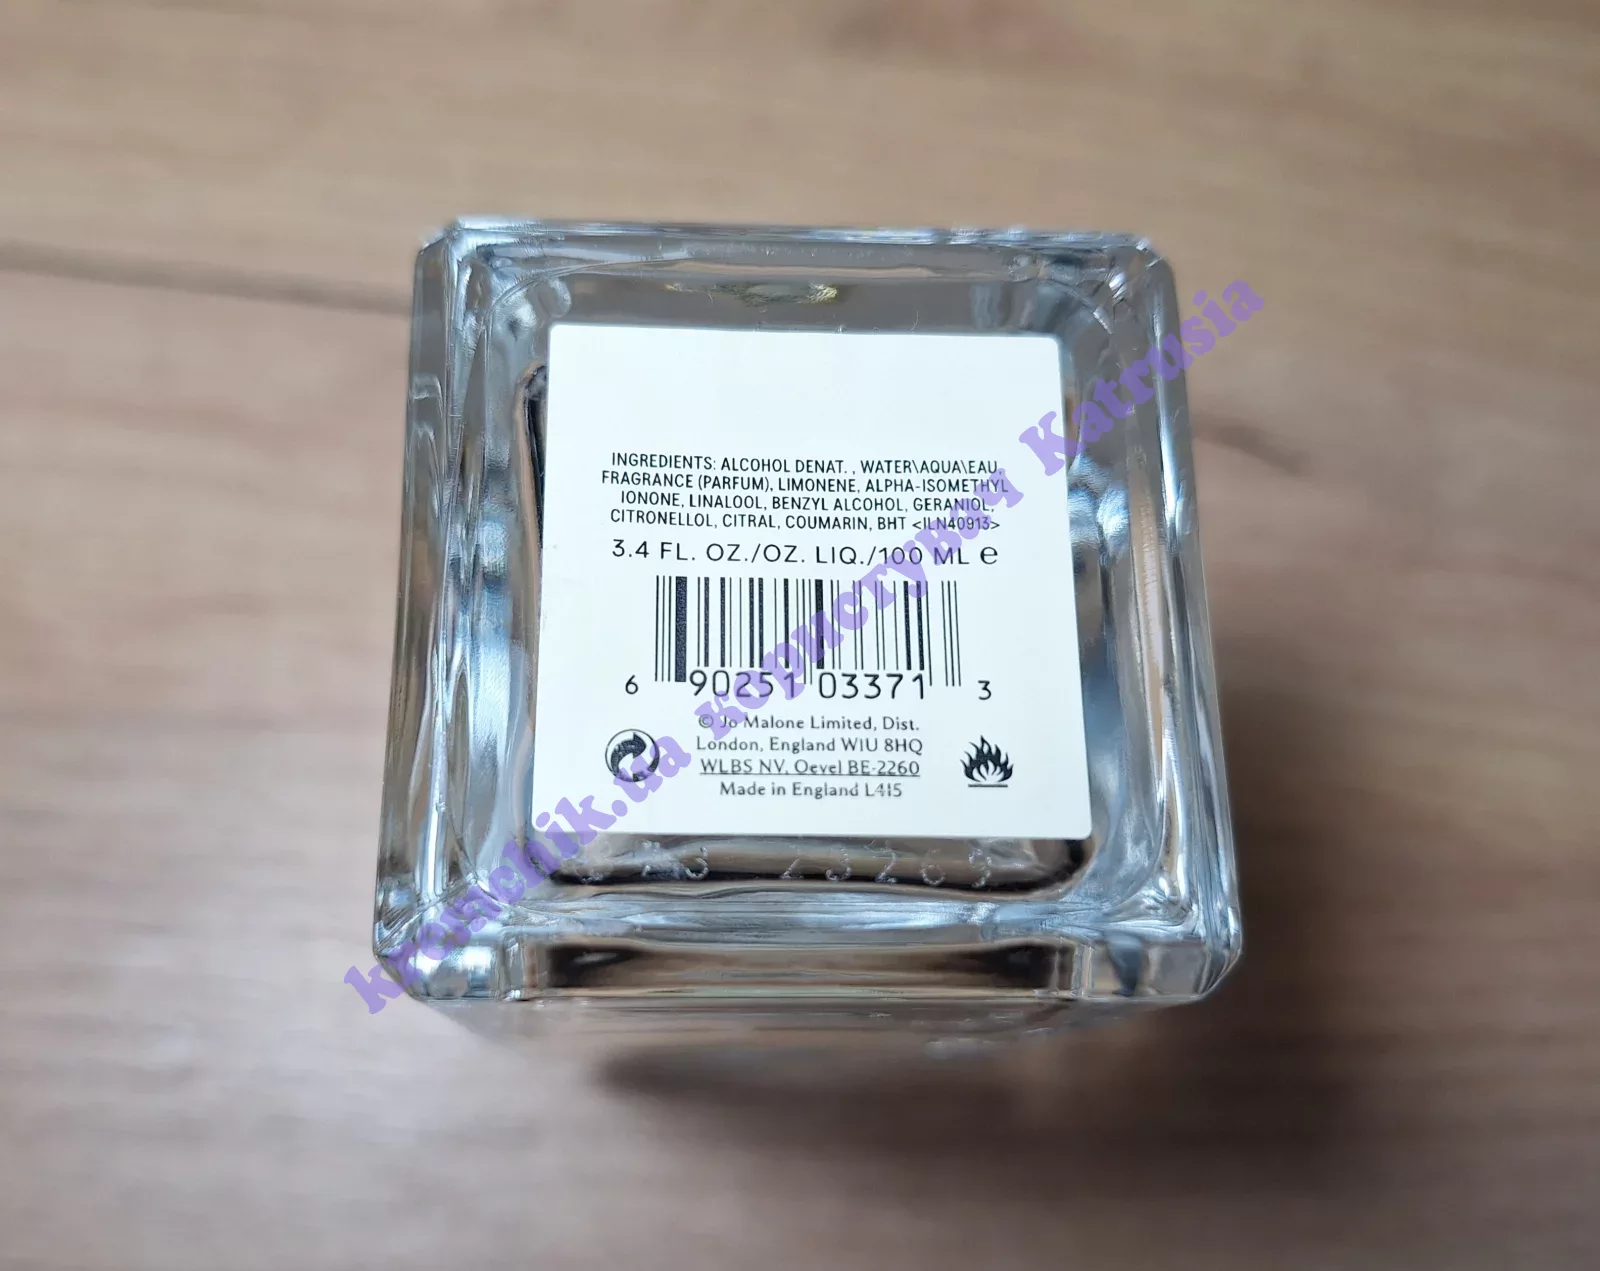 INGREDIENTS: ALCOHOL DENAT. , WATER\AQUA\EAU,
FRAGRANCE (PARFUM), LIMONENE, ALPHA-ISOMETHYL
IONONE, LINALOOL, BENZYL ALCOHOL, GERANIOL,
CITRONELLOL, CITRAL, COUMARIN, BHT <ILN40913>
3.4 FL. OZ./OZ. LIQ./100 ML e
6 90251 03371 3
© Jo Malone Limited, Dist.
London, England W1U 8HQ
WLBS NV, Oevel BE-2260
Made in England L415
23269
kremchik.ua користувач Katrusia